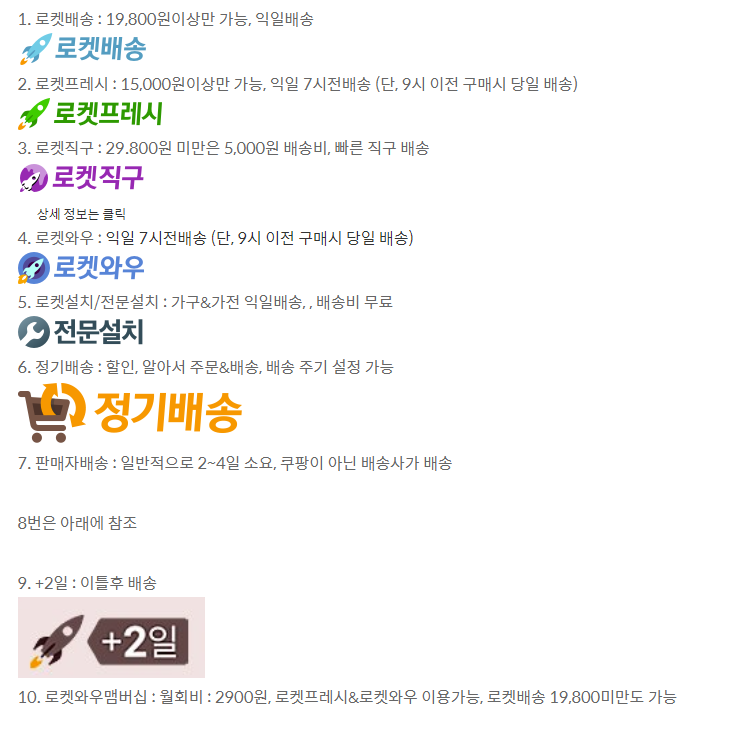 1. 로켓배송 : 19,800원이상만 가능, 익일배송
로켓배송
2. 로켓프레시 : 15,000원이상만 가능, 익일 7시전배송 (단, 9시 이전 구매시 당일 배송)
로켓프레시
3. 로켓직구 : 29.800원 미만은 5,000원 배송비, 빠른 직구 배송
로켓직구
상세 정보는 클릭
4. 로켓와우 : 익일 7시전배송 (단, 9시 이전 구매시 당일 배송)
로켓와우
5. 로켓설치/전문설치 : 가구&가전 익일배송, , 배송비 무료
전문설치
6. 정기배송 : 할인, 알아서 주문&배송, 배송 주기 설정 가능
정기배송
7. 판매자배송 : 일반적으로 2~4일 소요, 쿠팡이 아닌 배송사가 배송
8번은 아래에 참조
9. +2일 : 이틀후 배송
+2일
10. 로켓와우맴버십 : 월회비 : 2900원, 로켓프레시&로켓와우 이용가능, 로켓배송 19,800미만도 가능